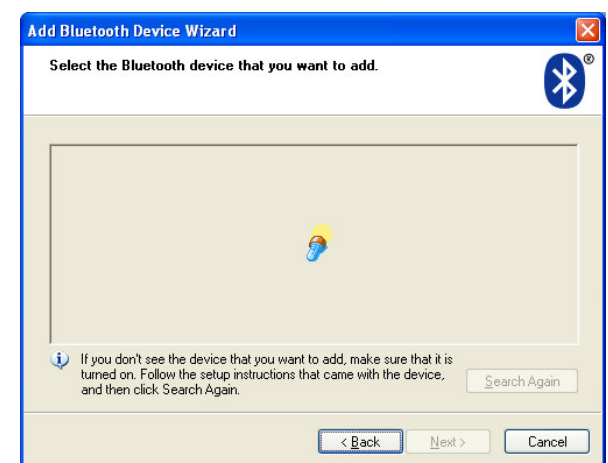 Add Bluetooth Device Wizard
Select the Bluetooth device that you want to add.
®
If you don't see the device that you want to add, make sure that it is
turned on. Follow the setup instructions that came with the device,
and then click Search Again.
Search Again
< Back
Next >
Cancel